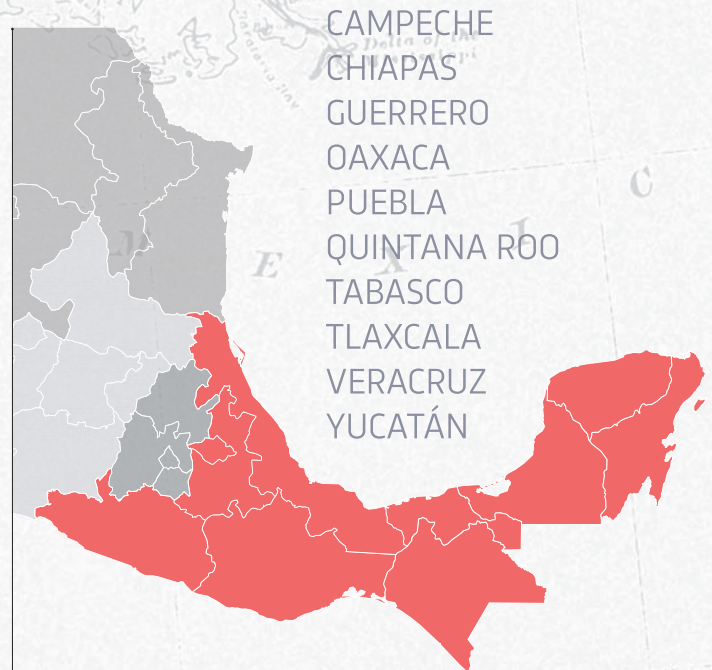 CAMPECHE
CHIAPAS
GUERRERO
OAXACA
PUEBLA
QUINTANA ROO
TABASCO
TLAXCALA
VERACRUZ
YUCATÁN
E X I C